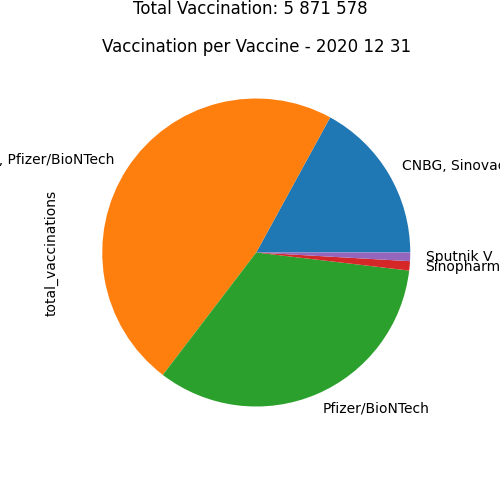 Total Vaccination: 5 871 578
Vaccination per Vaccine - 2020 12 31
, Pfizer/BioNTech
CNBG, Sinovac
total_vaccinations
Sputnik V
Sinopharm
Pfizer/BioNTech